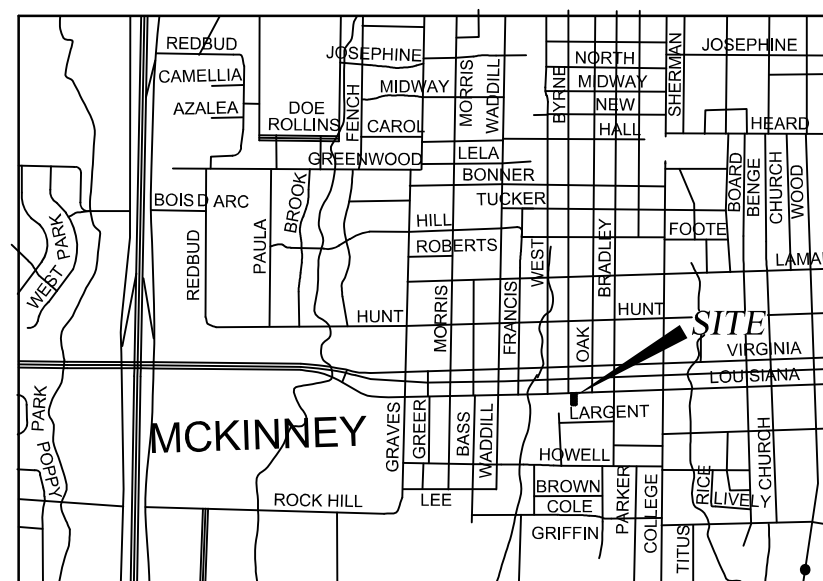 REDBUD
JOSEPHINE
NORTH
JOSEPHINE
CAMELLIA
MIDWAY
MIDWAY
AZALEA
DOE
ROLLINS
FENCH
CAROL
MORRIS
WADDILL
BYRNE
NEW
SHERMAN
HALL
HEARD
GREENWOOD
LELA
BONNER
BOIS D ARC
BROOK
TUCKER
BOARD
BENGE
CHURCH
WOOD
WEST PARK
REDBUD
PAULA
HILL
ROBERTS
WEST
BRADLEY
FOOTE
LAMAR
HUNT
MORRIS
FRANCIS
OAK
HUNT
SITE
VIRGINIA
LOUISIANA
PARK
POPPY
MCKINNEY
GRAVES
GREER
BASS
WADDILL
LARGENT
HOWELL
CHURCH
ROCK HILL
LEE
BROWN
COLE
GRIFFIN
PARKER
COLLEGE
TITUS
RICE
LIVELY